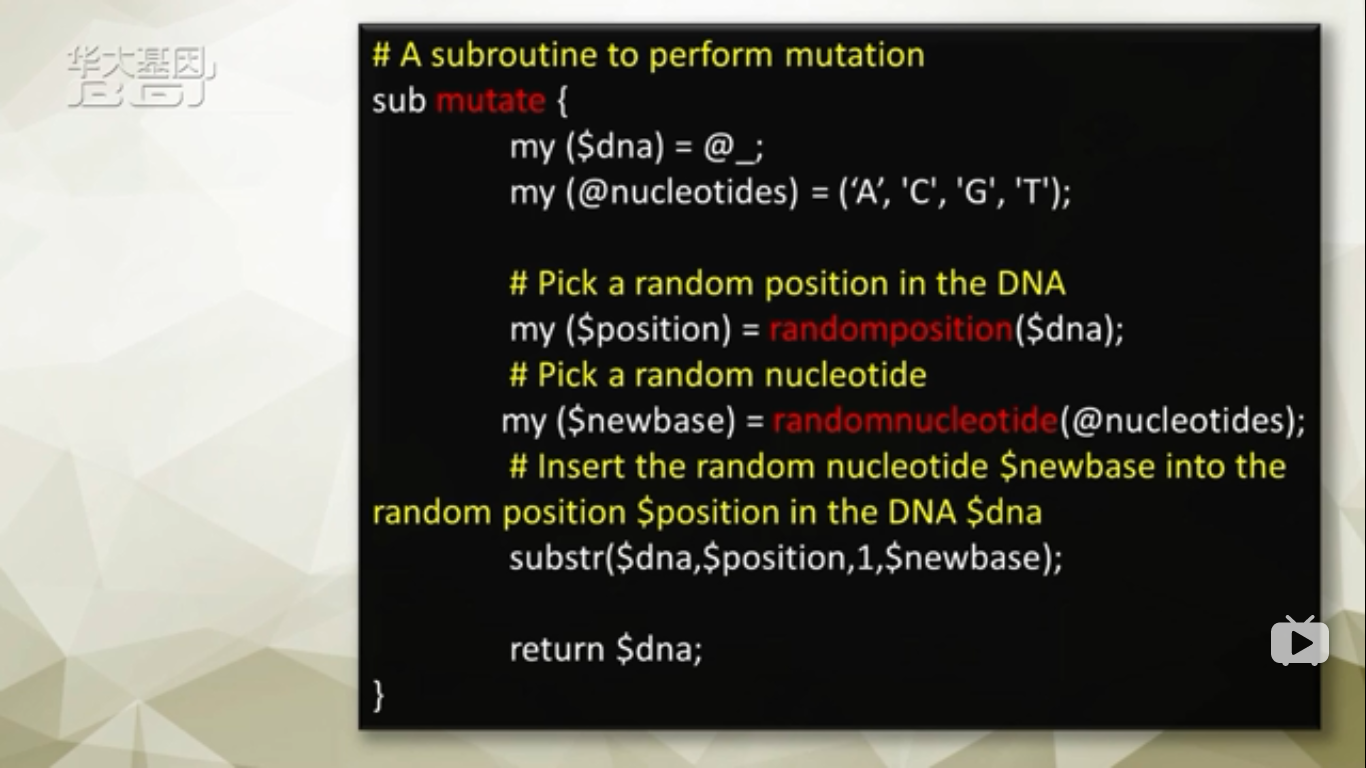 华大基因
BGI
# A subroutine to perform mutation
sub mutate {
my ($dna) = @_;
my (@nucleotides) = (‘A’, 'C', 'G', 'T');
# Pick a random position in the DNA
my ($position) = randomposition($dna);
# Pick a random nucleotide
my ($newbase) = randomnucleotide(@nucleotides);
# Insert the random nucleotide $newbase into the
random position $position in the DNA $dna
substr($dna,$position,1,$newbase);
return $dna;
}